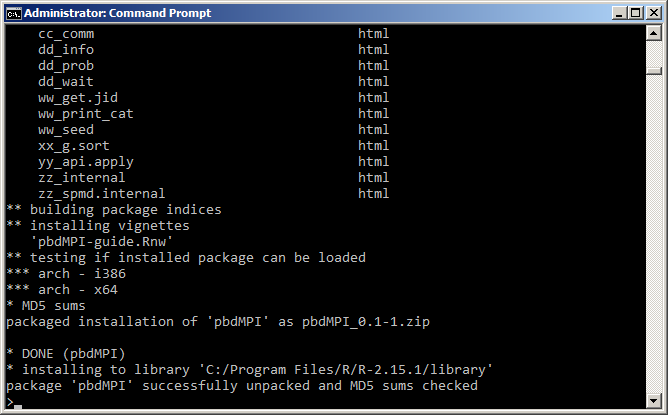 Administrator: Command Prompt
cc_comm html
dd_info html
dd_prob html
dd_wait html
ww_get.jid html
ww_print_cat html
ww_seed html
xx_g.sort html
yy_api.apply html
zz_internal html
zz_spmd.internal html
** building package indices
** installing vignettes
'pbdMPI-guide.Rnw'
** testing if installed package can be loaded
*** arch - i386
*** arch - x64
* MD5 sums
packaged installation of 'pbdMPI' as pbdMPI_0.1-1.zip
* DONE (pbdMPI)
* installing to library 'C:/Program Files/R/R-2.15.1/library'
package 'pbdMPI' successfully unpacked and MD5 sums checked
>_